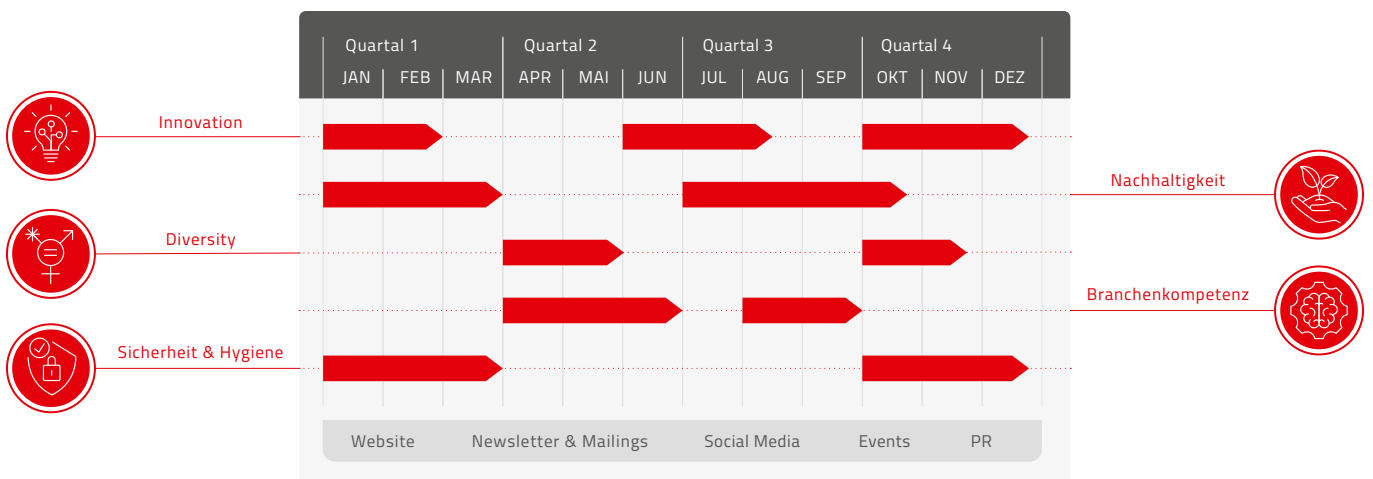 Quartal 1 Quartal 2 Quartal 3 Quartal 4
JAN FEB MAR APR MAI JUN JUL AUG SEP OKT NOV DEZ
Innovation
Nachhaltigkeit
Diversity
Branchenkompetenz
Sicherheit & Hygiene
Website Newsletter & Mailings Social Media Events PR